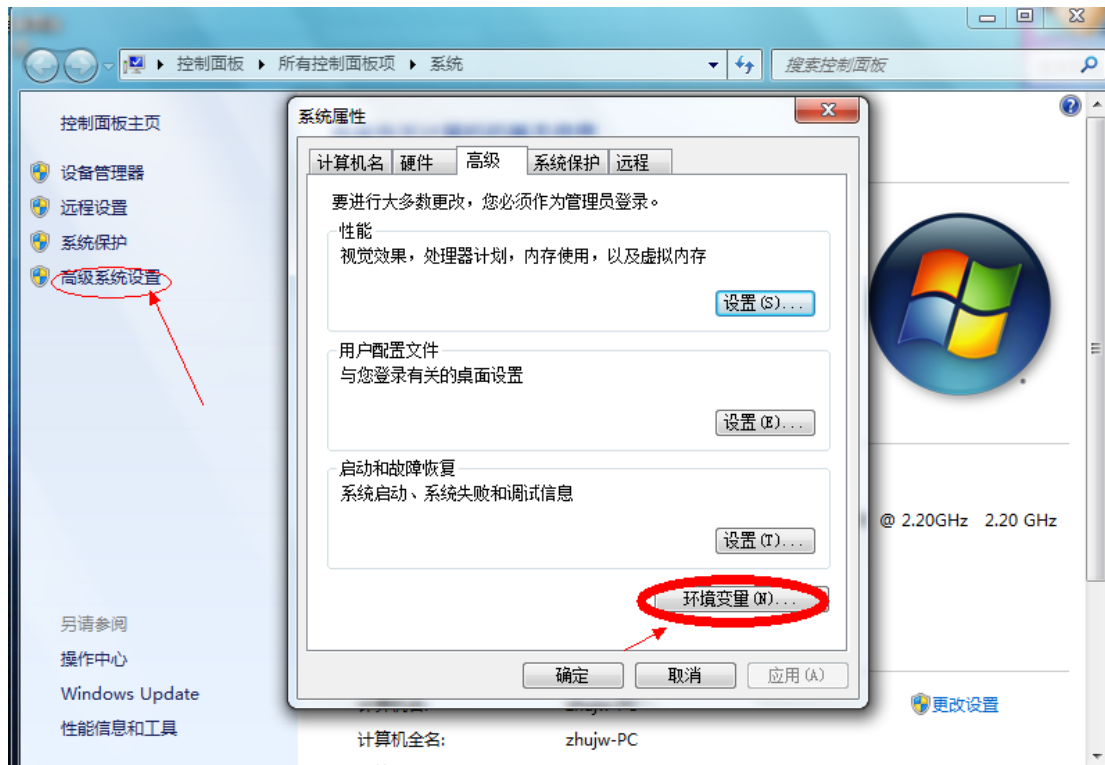 控制面板 ▸ 所有控制面板项 ▸ 系统
搜索控制面板
控制面板主页
设备管理器
远程设置
系统保护
高级系统设置
另请参阅
操作中心
Windows Update
性能信息和工具
系统属性
计算机名 硬件 高级 系统保护 远程
要进行大多数更改，您必须作为管理员登录。
性能
视觉效果，处理器计划，内存使用，以及虚拟内存
设置(S)...
用户配置文件
与您登录有关的桌面设置
设置(E)...
启动和故障恢复
系统启动、系统失败和调试信息
设置(T)...
环境变量(N)...
确定 取消 应用(A)
@ 2.20GHz 2.20 GHz
更改设置
计算机全名: zhujw-PC